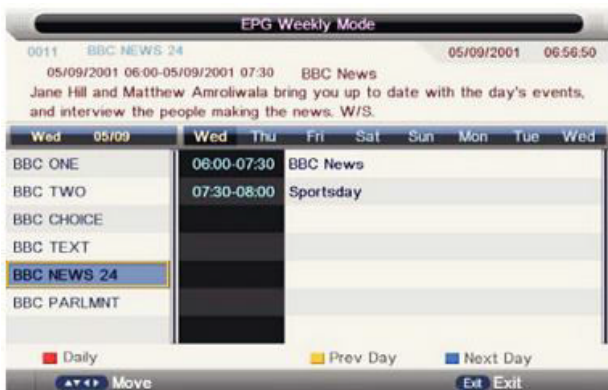 EPG Weekly Mode
0011 BBC NEWS 24 05/09/2001 06:56:50
05/09/2001 06:00-05/09/2001 07:30 BBC News
Jane Hill and Matthew Amroliwala bring you up to date with the day's events,
and interview the people making the news. W/S.
Wed 05/09 Wed Thu Fri Sat Sun Mon Tue Wed
BBC ONE 06:00-07:30 BBC News
BBC TWO 07:30-08:00 Sportsday
BBC CHOICE
BBC TEXT
BBC NEWS 24
BBC PARLMNT
Daily Prev Day Next Day
Move Exit Exit